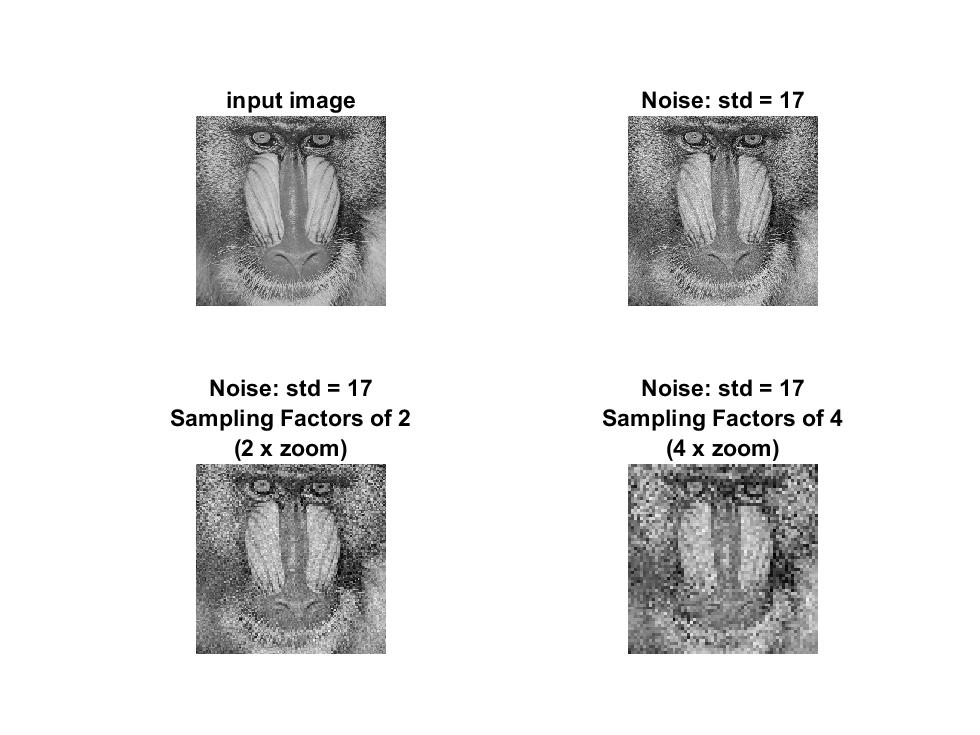 input image
Noise: std = 17
Noise: std = 17
Sampling Factors of 2
(2 x zoom)
Noise: std = 17
Sampling Factors of 4
(4 x zoom)